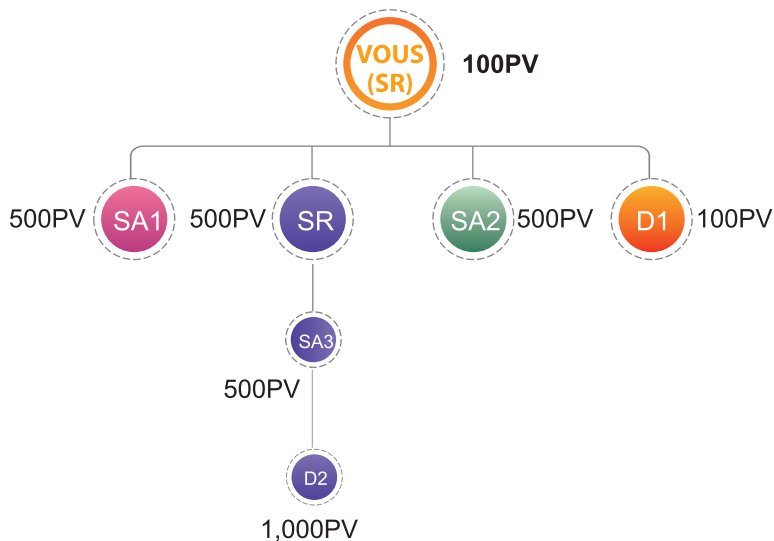 VOUS
(SR)
100PV
500PV
SA1
500PV
SR
SA2
500PV
D1
100PV
SA3
500PV
D2
1,000PV